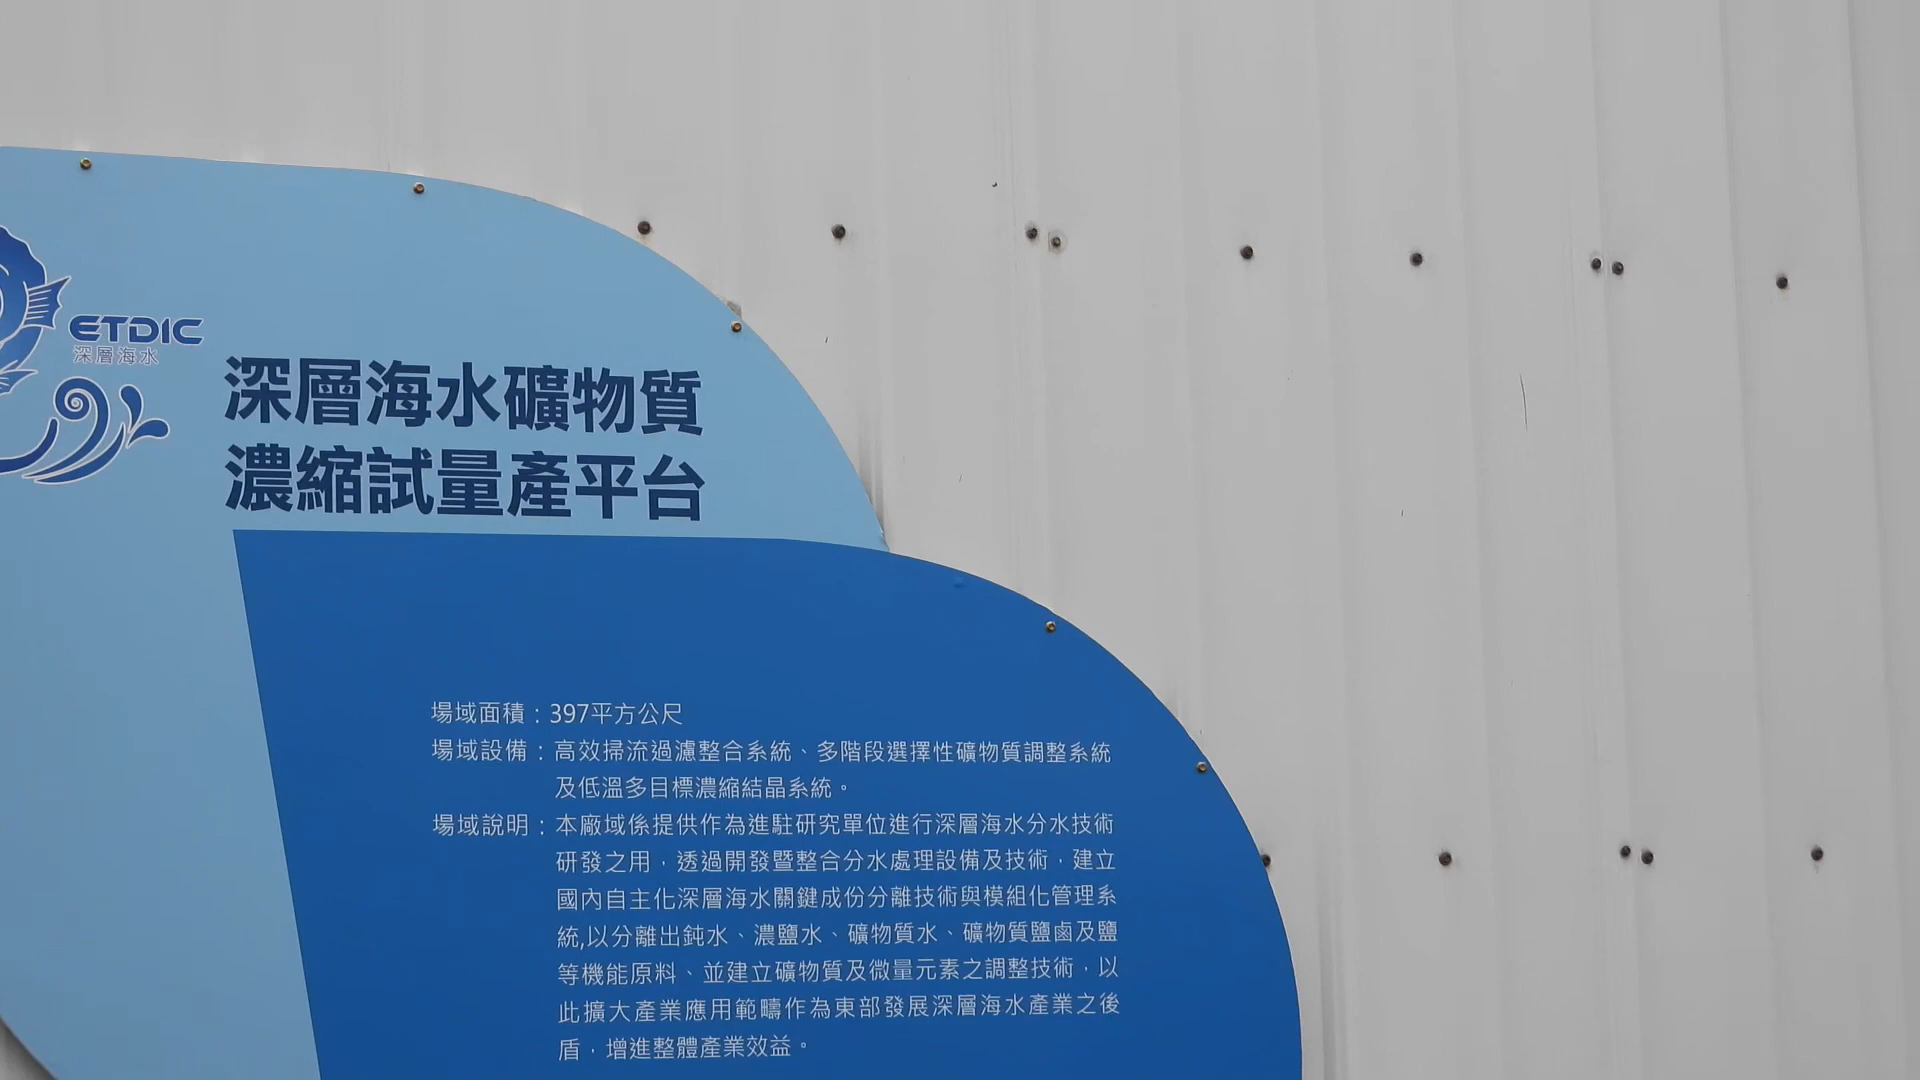 ETDIC
深層海水
深層海水礦物質
濃縮試量產平台
場域面積：397平方公尺
場域設備：高效掃流過濾整合系統、多階段選擇性礦物質調整系統
及低溫多目標濃縮結晶系統。
場域說明：本廠域係提供作為進駐研究單位進行深層海水分水技術
研發之用，透過開發暨整合分水處理設備及技術，建立
國內自主化深層海水關鍵成份分離技術與模組化管理系
統,以分離出鈍水、濃鹽水、礦物質水、礦物質鹽鹵及鹽
等機能原料、並建立礦物質及微量元素之調整技術，以
此擴大產業應用範疇作為東部發展深層海水產業之後
盾，增進整體產業效益。